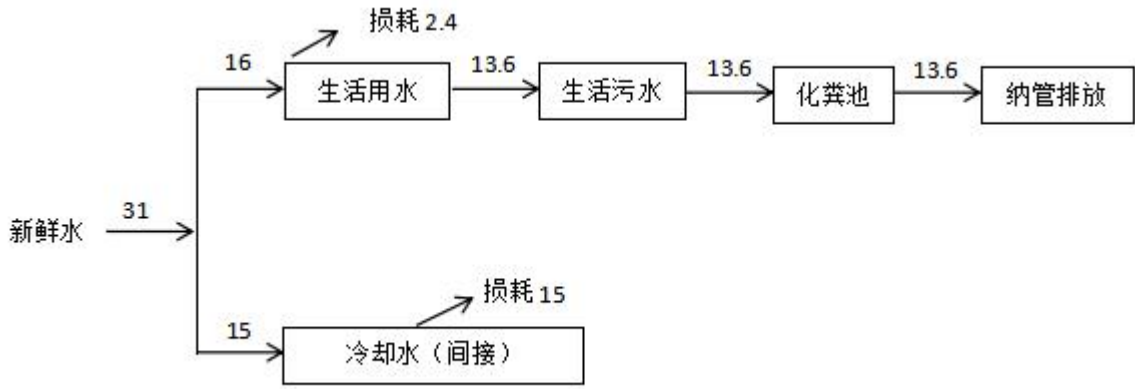 损耗 2.4
16
生活用水
13.6
生活污水
13.6
化粪池
13.6
纳管排放
新鲜水
31
损耗 15
15
冷却水（间接）